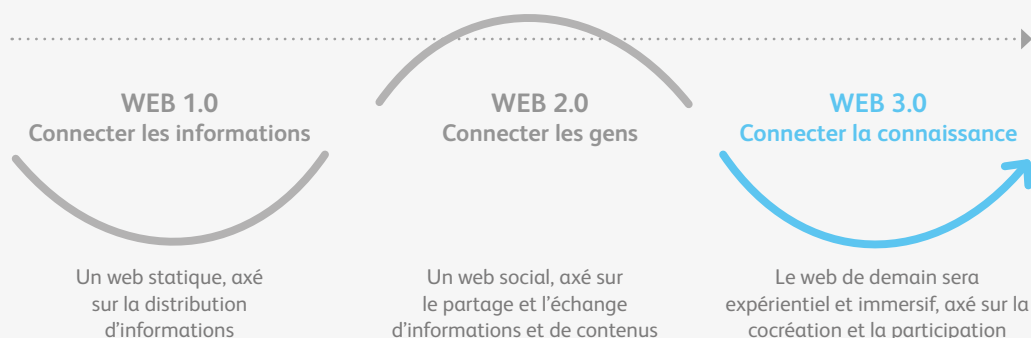 WEB 1.0
Connecter les informations
Un web statique, axé
sur la distribution
d'informations
WEB 2.0
Connecter les gens
Un web social, axé sur
le partage et l’échange
d'informations et de contenus
WEB 3.0
Connecter la connaissance
Le web de demain sera
expérientiel et immersif, axé sur la
cocréation et la participation